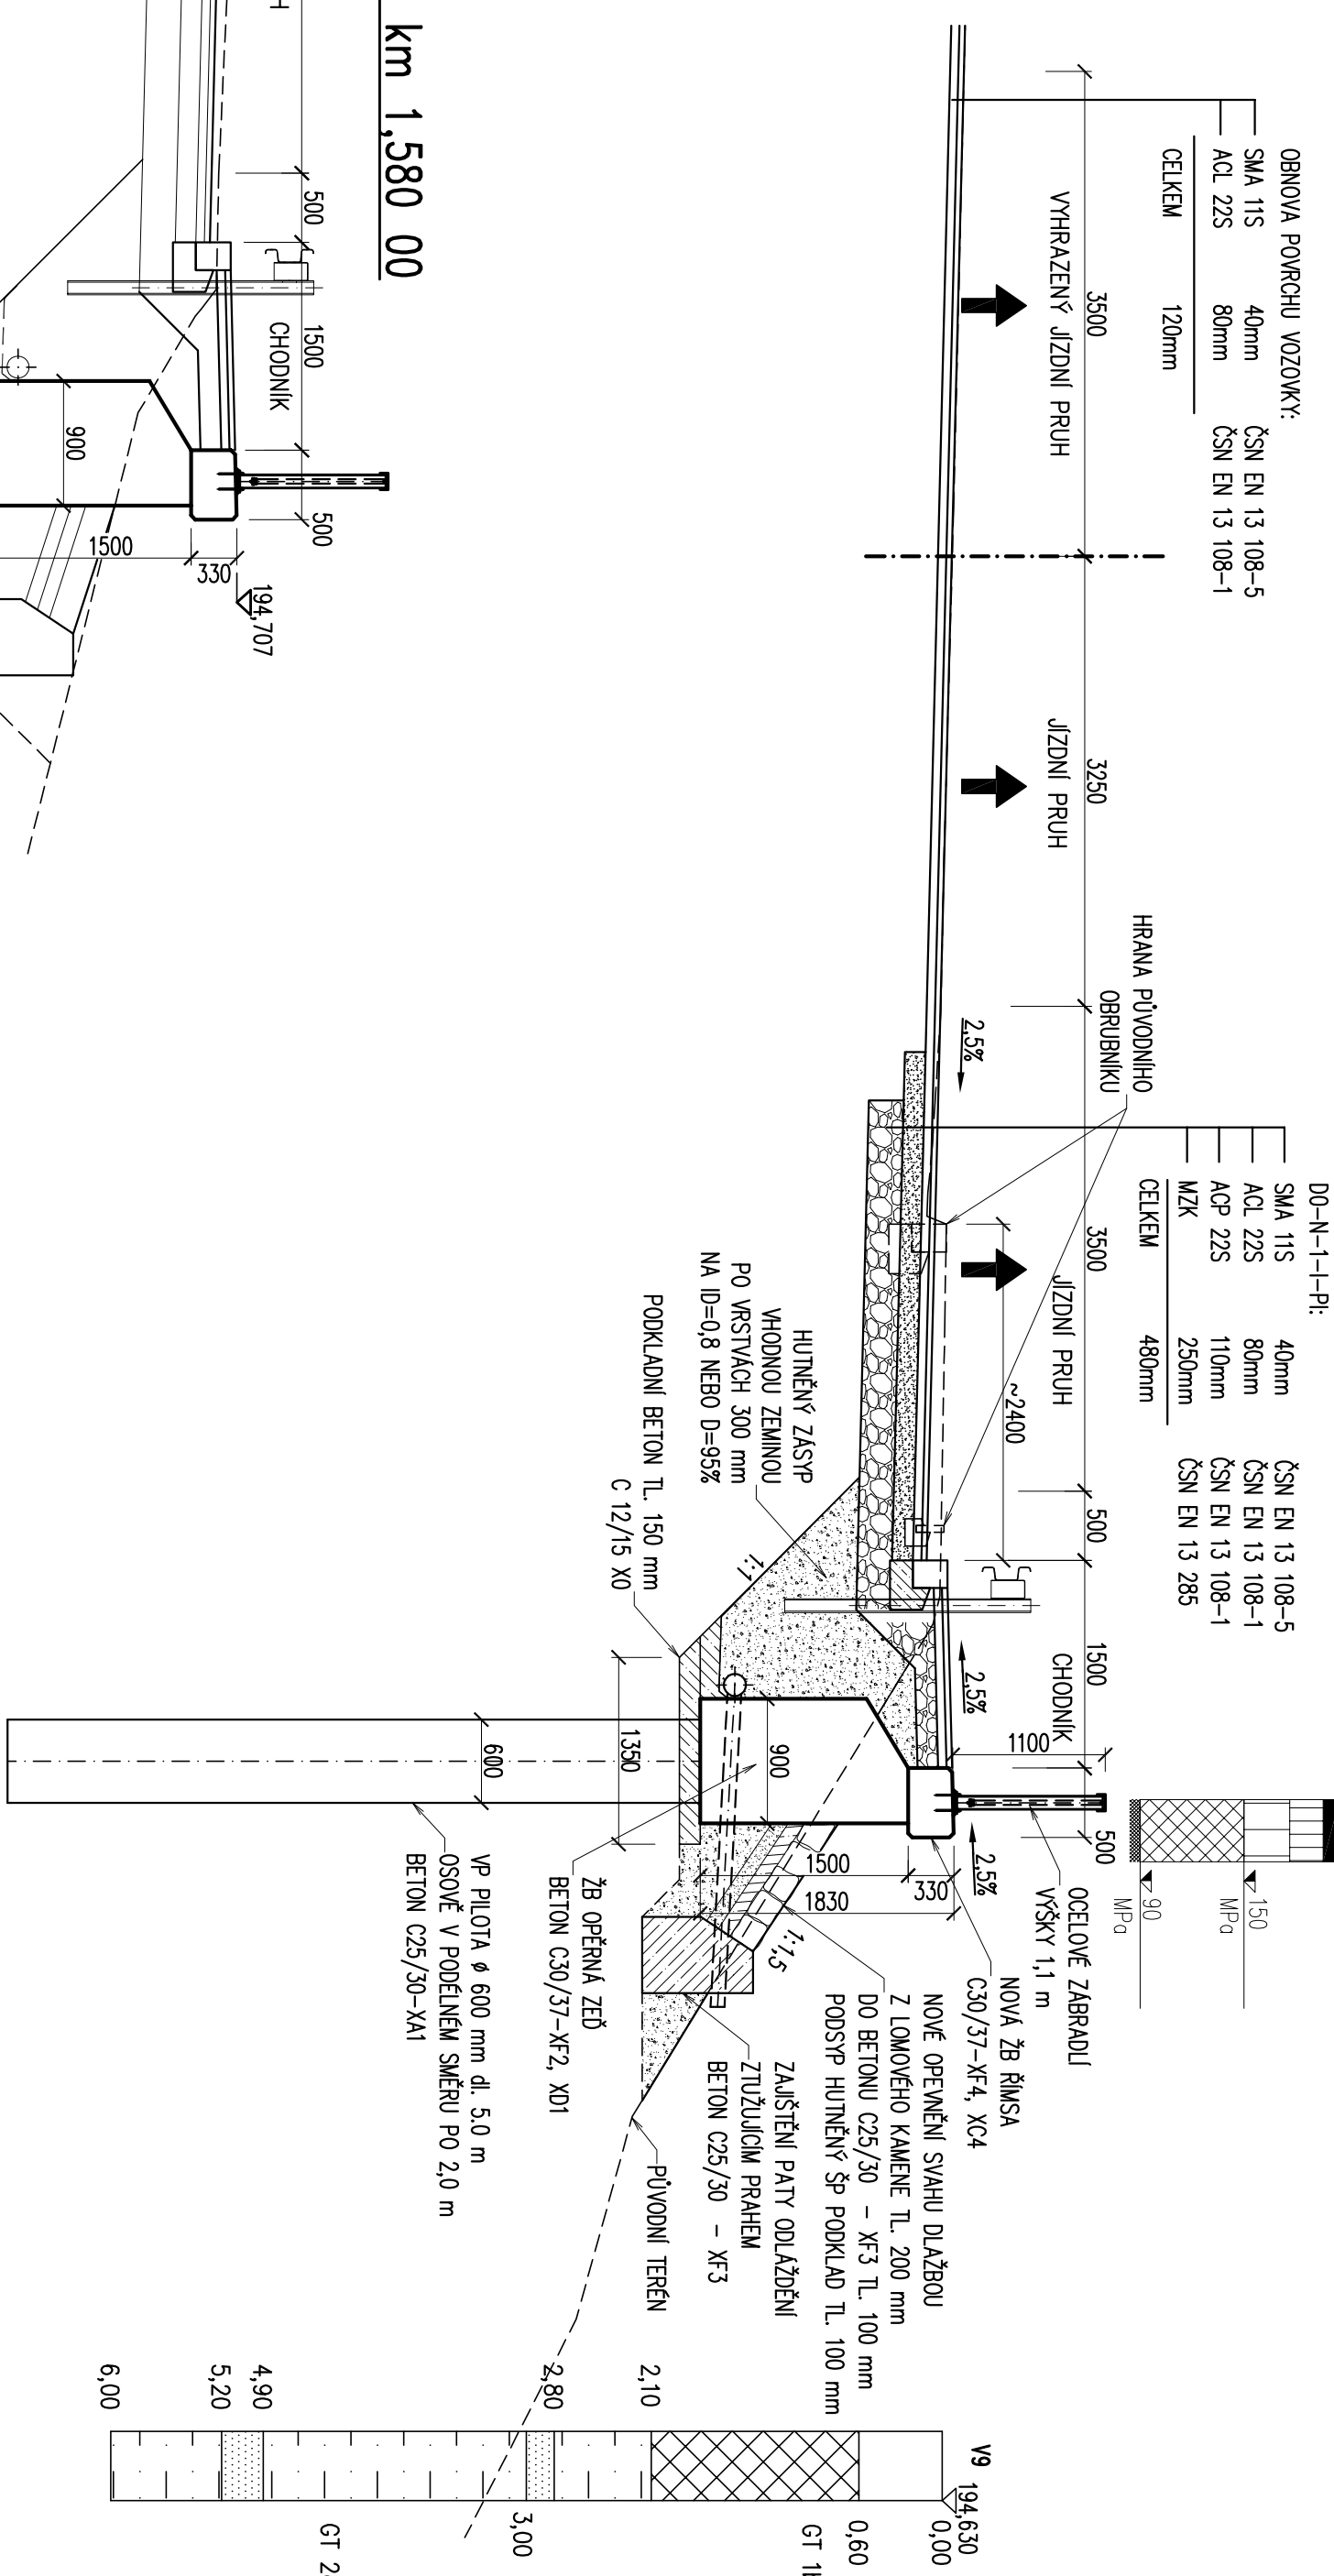 OBNOVA POVRCHU VOZOVKY:
SMA 11S 40mm ČSN EN 13 108-5
ACL 22S 80mm ČSN EN 13 108-1
CELKEM 120mm
DO-N-1-I-PI:
SMA 11S 40mm ČSN EN 13 108-5
ACL 22S 80mm ČSN EN 13 108-1
ACP 22S 110mm ČSN EN 13 108-1
MZK 250mm ČSN EN 13 285
CELKEM 480mm
HRANA PŮVODNÍHO
OBRUBNÍKU
3500
3250
3500
500
1500
500
VYHRAZENÝ JÍZDNÍ PRUH
JÍZDNÍ PRUH
JÍZDNÍ PRUH
CHODNÍK
~2400
1100
2,5%
2,5%
2,5%
150
MPa
90
MPa
OCELOVÉ ZÁBRADLÍ
VÝŠKY 1,1 m
NOVÁ ŽB ŘÍMSA
C30/37-XF4, XC4
NOVÉ OPEVNĚNÍ SVAHU DLAŽBOU
Z LOMOVÉHO KAMENE TL. 200 mm
DO BETONU C25/30 - XF3 TL. 100 mm
PODSYP HUTNĚNÝ ŠP PODKLAD TL. 100 mm
ZAJIŠTĚNÍ PATY ODLÁŽDĚNÍ
ZTUŽUJÍCÍM PRAHEM
BETON C25/30 - XF3
PŮVODNÍ TERÉN
HUTNĚNÝ ZÁSYP
VHODNOU ZEMINOU
PO VRSTVÁCH 300 mm
NA ID=0,8 NEBO D=95%
PODKLADNÍ BETON TL. 150 mm
C 12/15 X0
1:1
1:1,5
330
1500
1830
900
1350
600
ŽB OPĚRNÁ ZEĎ
BETON C30/37-XF2, XD1
VP PILOTA ø 600 mm dl. 5.0 m
OSOVĚ V PODÉLNÉM SMĚRU PO 2,0 m
BETON C25/30-XA1
V9
194,630
0,00
0,60
2,10
2,80
3,00
4,90
5,20
6,00
km 1,580 00
500
1500
CHODNÍK
500
900
1500
330
194,707